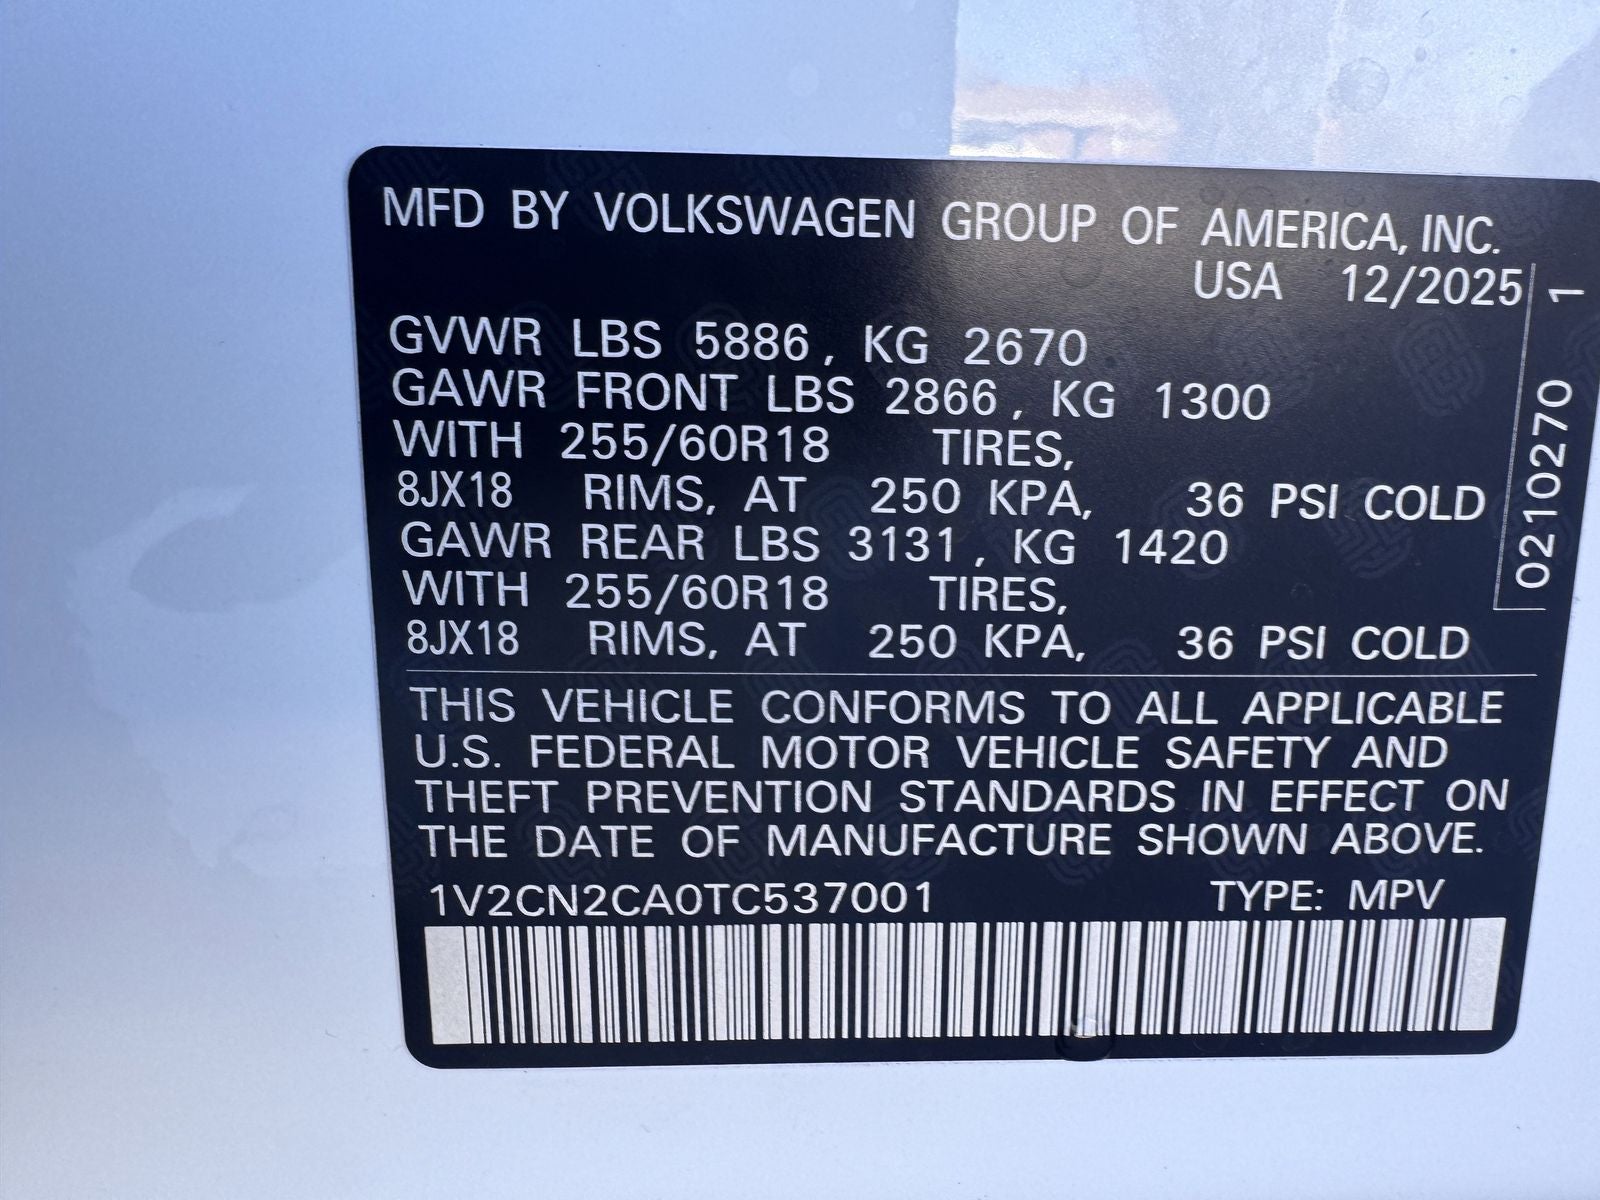 MFD BY VOLKSWAGEN GROUP OF AMERICA, INC.
USA 12/2025
GVWR LBS 5886, KG 2670
GAWR FRONT LBS 2866, KG 1300
WITH 255/60R18 TIRES,
8JX18 RIMS, AT 250 KPA, 36 PSI COLD
GAWR REAR LBS 3131, KG 1420
WITH 255/60R18 TIRES,
8JX18 RIMS, AT 250 KPA, 36 PSI COLD
THIS VEHICLE CONFORMS TO ALL APPLICABLE
U.S. FEDERAL MOTOR VEHICLE SAFETY AND
THEFT PREVENTION STANDARDS IN EFFECT ON
THE DATE OF MANUFACTURE SHOWN ABOVE.
1V2CN2CA0TC537001 TYPE: MPV
0210270 1